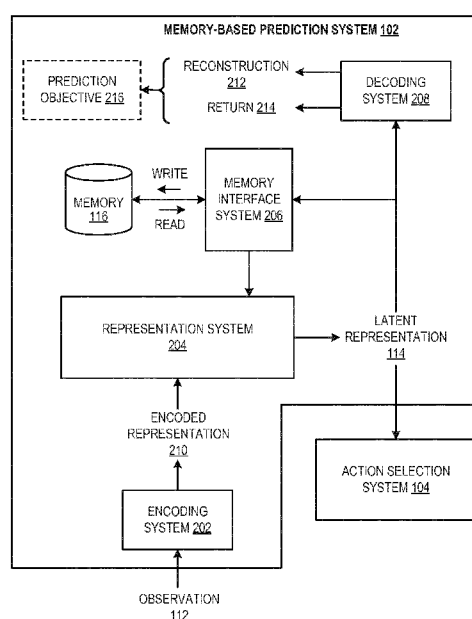 MEMORY-BASED PREDICTION SYSTEM 102
PREDICTION
OBJECTIVE 216
RECONSTRUCTION
212
RETURN 214
DECODING
SYSTEM 208
MEMORY
116
WRITE
READ
MEMORY
INTERFACE
SYSTEM 206
REPRESENTATION SYSTEM
204
LATENT
REPRESENTATION
114
ENCODED
REPRESENTATION
210
ACTION SELECTION
SYSTEM 104
ENCODING
SYSTEM 202
OBSERVATION
112